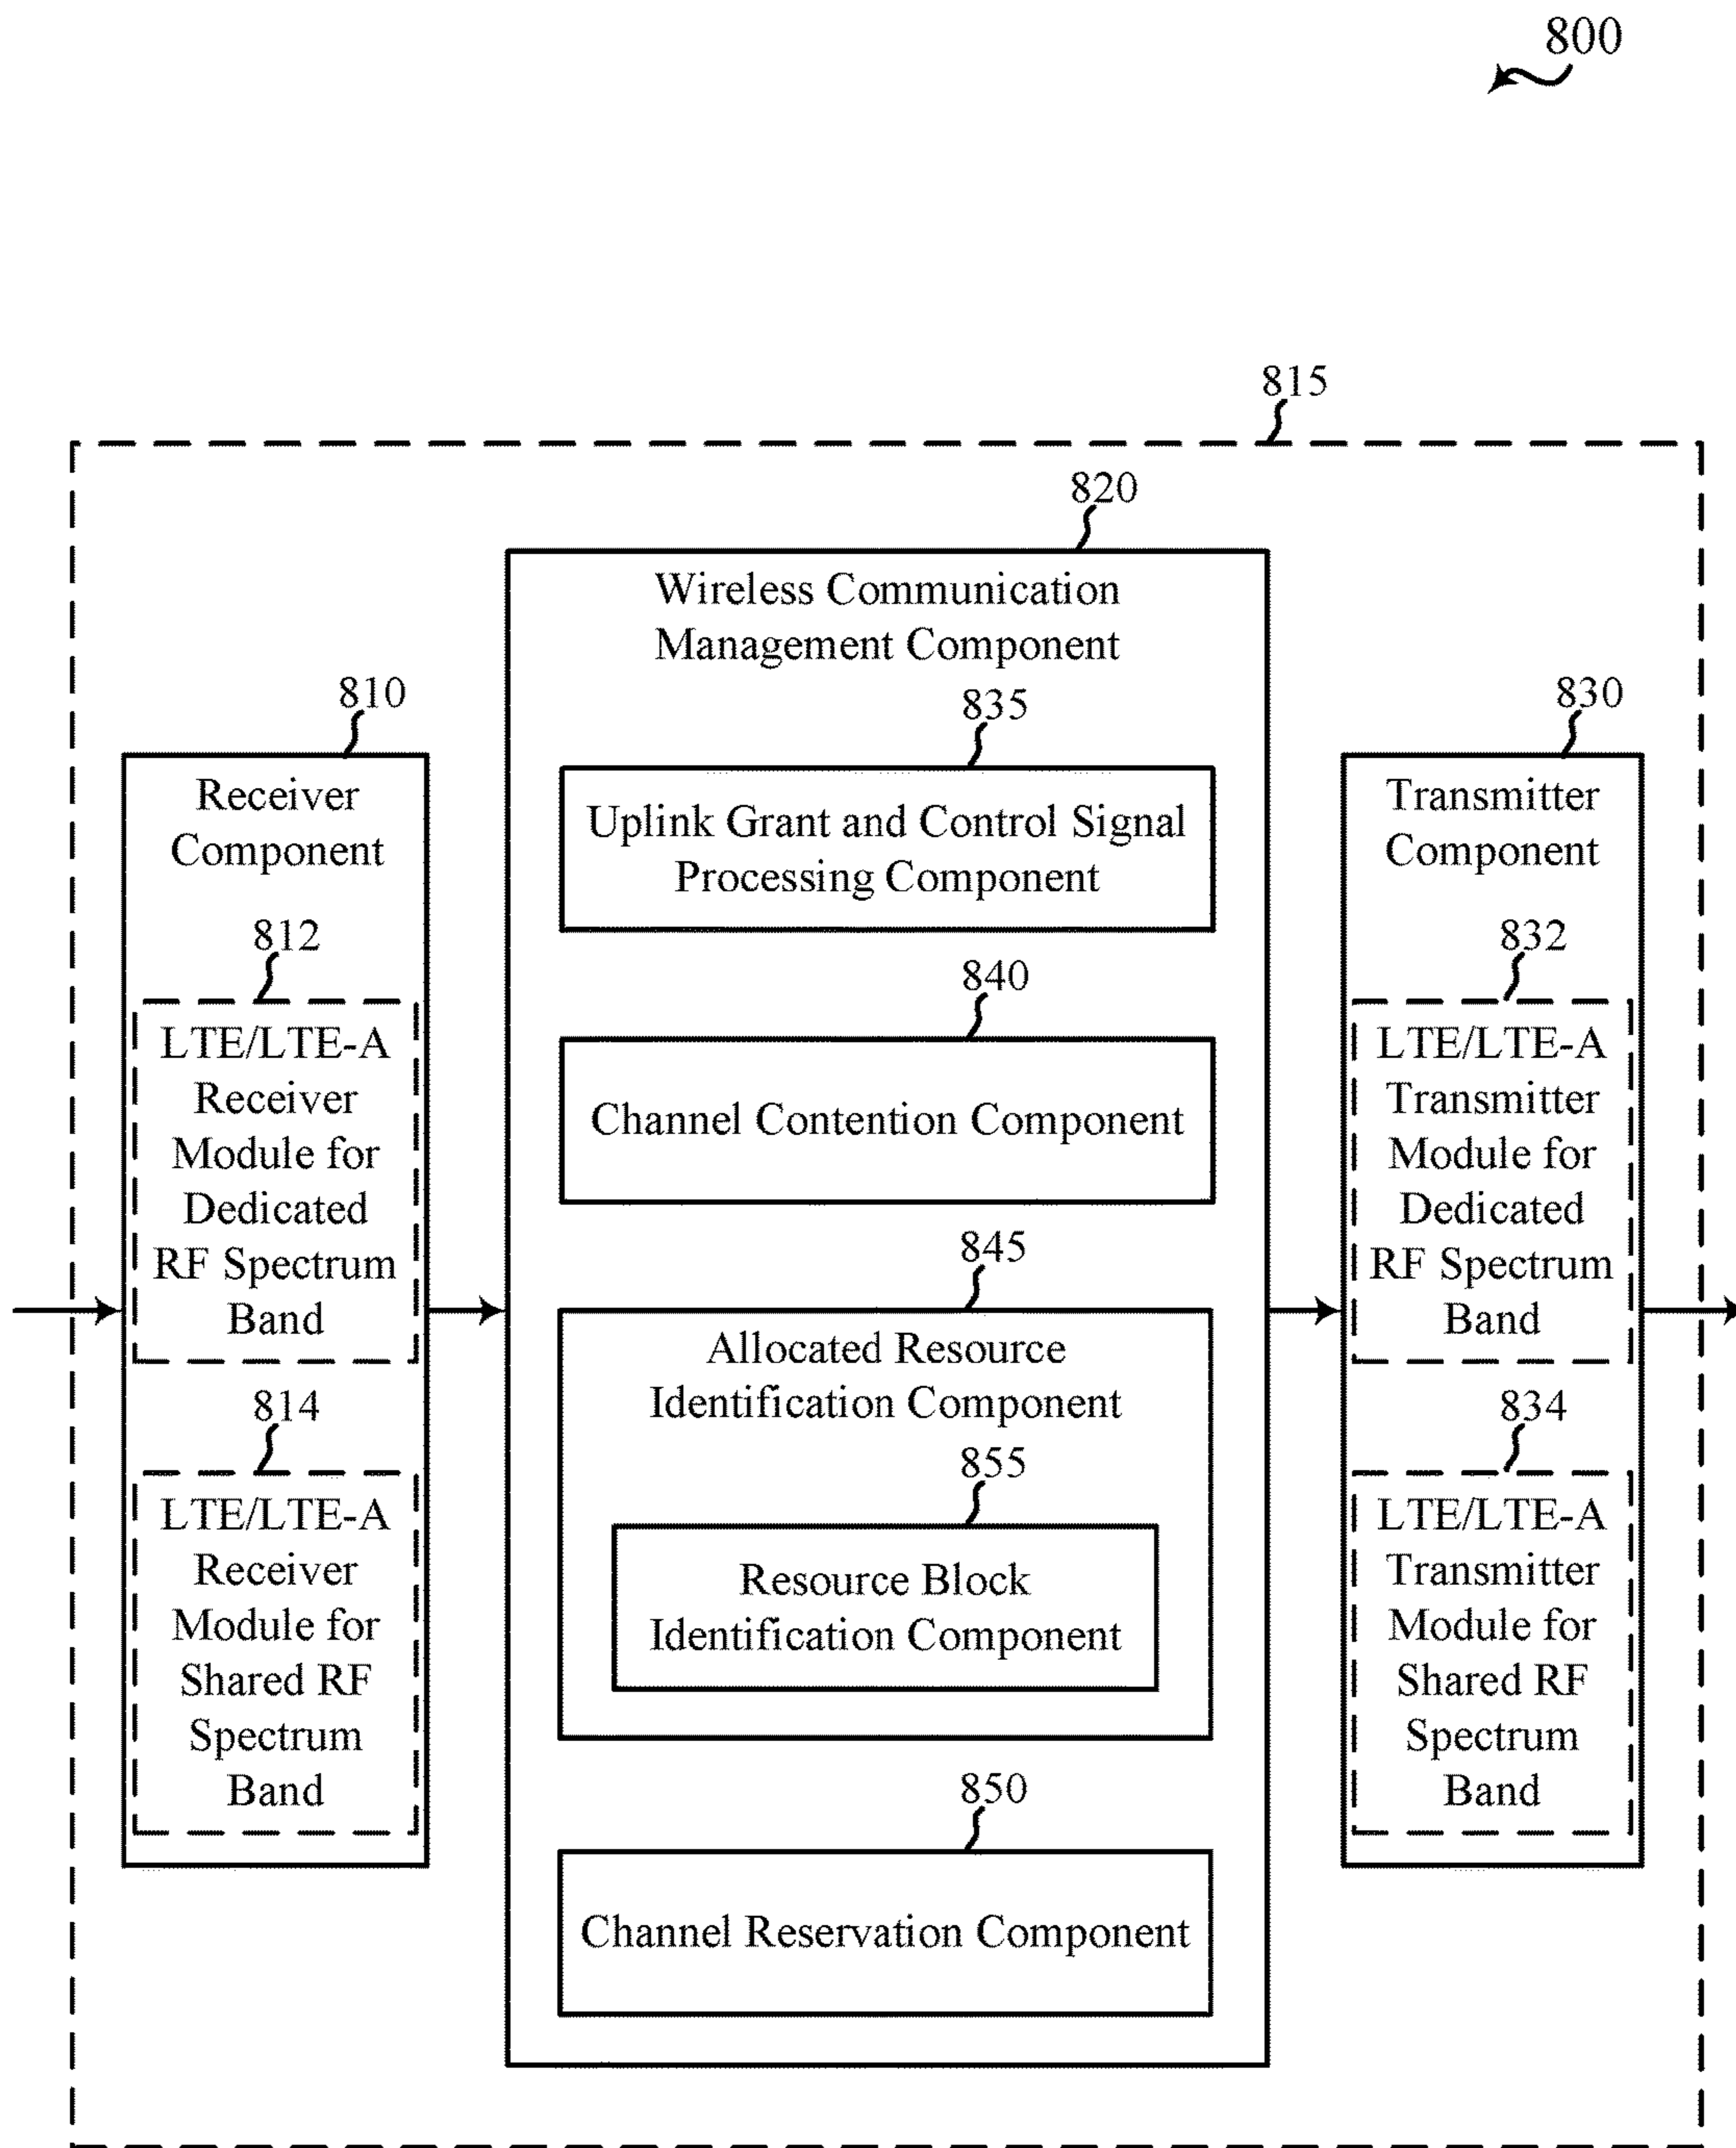 800
815
820
Wireless Communication
Management Component
810
Receiver
Component
812
LTE/LTE-A
Receiver
Module for
Dedicated
RF Spectrum
Band
814
LTE/LTE-A
Receiver
Module for
Shared RF
Spectrum
Band
835
Uplink Grant and Control Signal
Processing Component
840
Channel Contention Component
845
Allocated Resource
Identification Component
855
Resource Block
Identification Component
850
Channel Reservation Component
830
Transmitter
Component
832
LTE/LTE-A
Transmitter
Module for
Dedicated
RF Spectrum
Band
834
LTE/LTE-A
Transmitter
Module for
Shared RF
Spectrum
Band